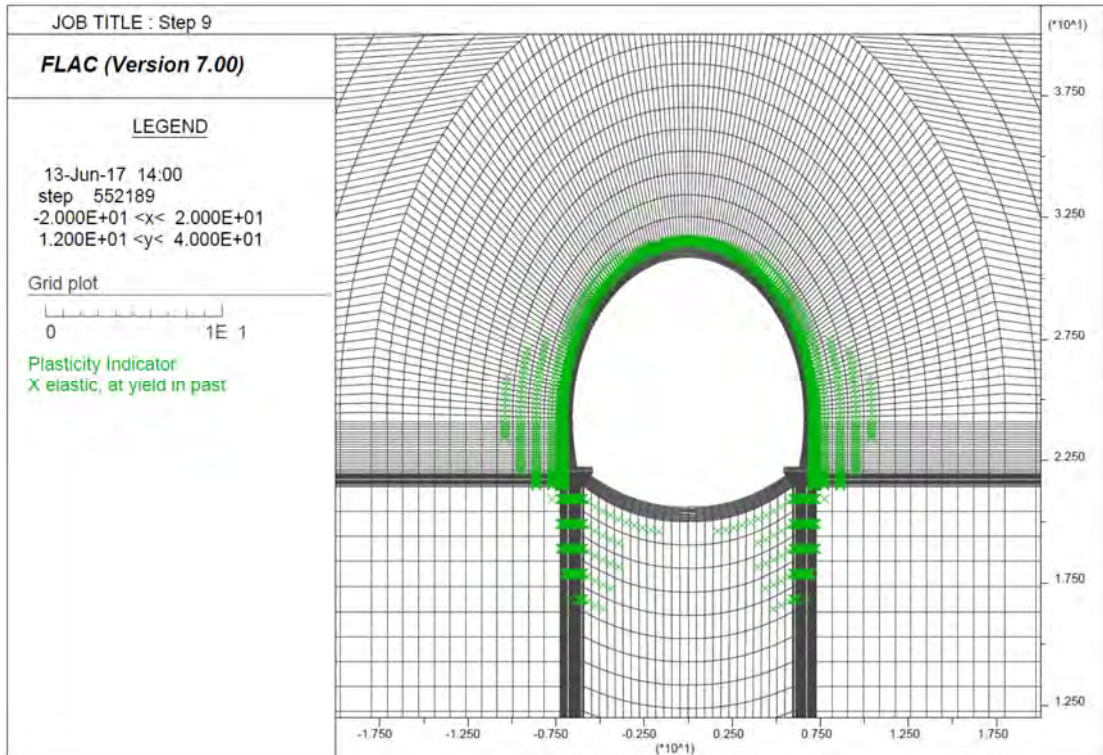 JOB TITLE : Step 9
(*10^1)
FLAC (Version 7.00)
LEGEND
13-Jun-17 14:00
step 552189
-2.000E+01 <x< 2.000E+01
1.200E+01 <y< 4.000E+01
Grid plot
0 1E 1
Plasticity Indicator
X elastic, at yield in past
3.750
3.250
2.750
2.250
1.750
1.250
-1.750 -1.250 -0.750 -0.250 0.250 0.750 1.250 1.750
(*10^1)